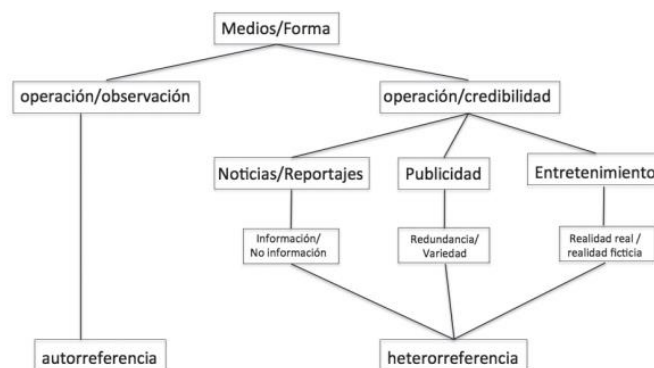 Medios/Forma
operación/observación
operación/credibilidad
Noticias/Reportajes
Publicidad
Entretenimiento
Información/
No información
Redundancia/
Variedad
Realidad real /
realidad ficticia
autorreferencia
heterorreferencia